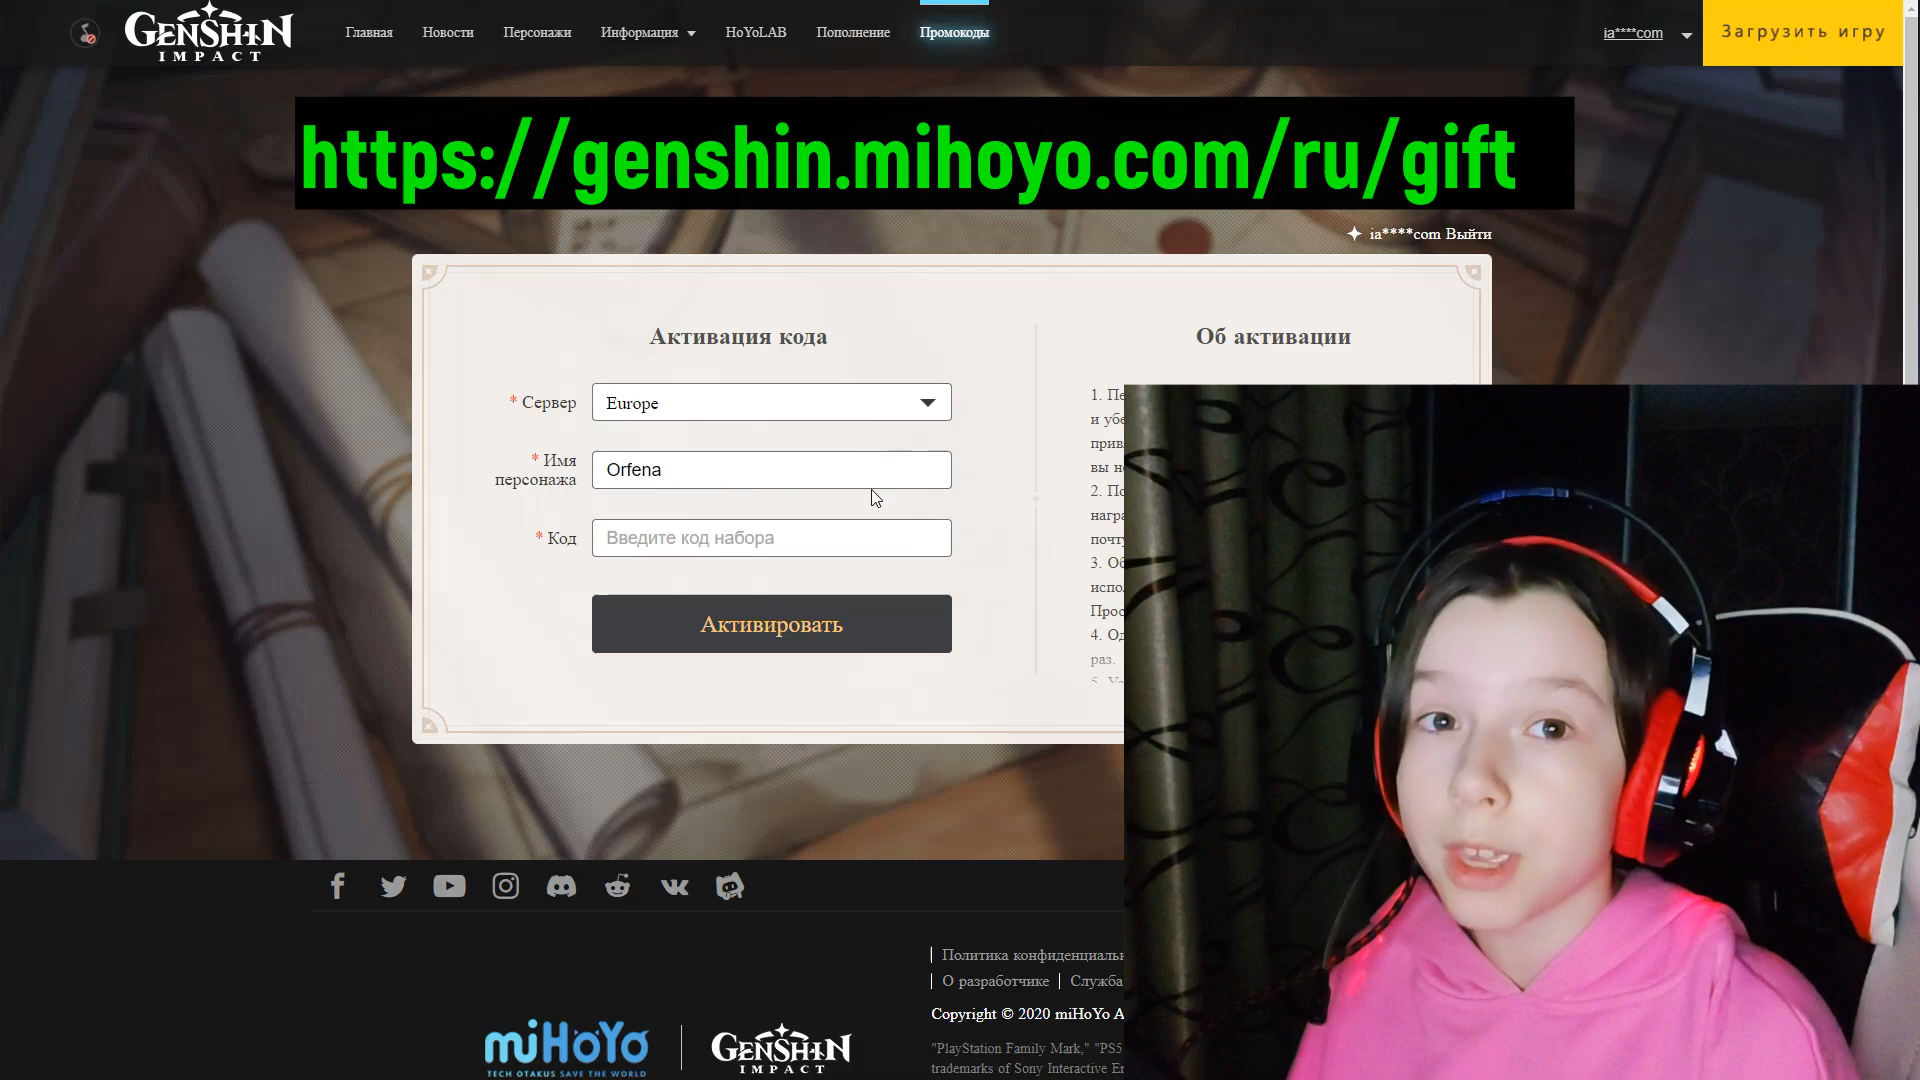 GENSHIN IMPACT
Главная Новости Персонажи Информация HoYoLAB Пополнение Промокоды
ia****com
Загрузить игру
https://genshin.mihoyo.com/ru/gift
ia****com Выйти
Активация кода
* Сервер Europe
* Имя персонажа Orfena
* Код Введите код набора
Активировать
Об активации
1.
и
2.
3.
4.
раз.
5.
Политика
О разработчике Служба
Copyright © 2020 miHoYo
"PlayStation Family Mark," "PS5
trademarks of Sony Interactive
miHoYo
TECH OTAKUS SAVE THE WORLD
GENSHIN IMPACT